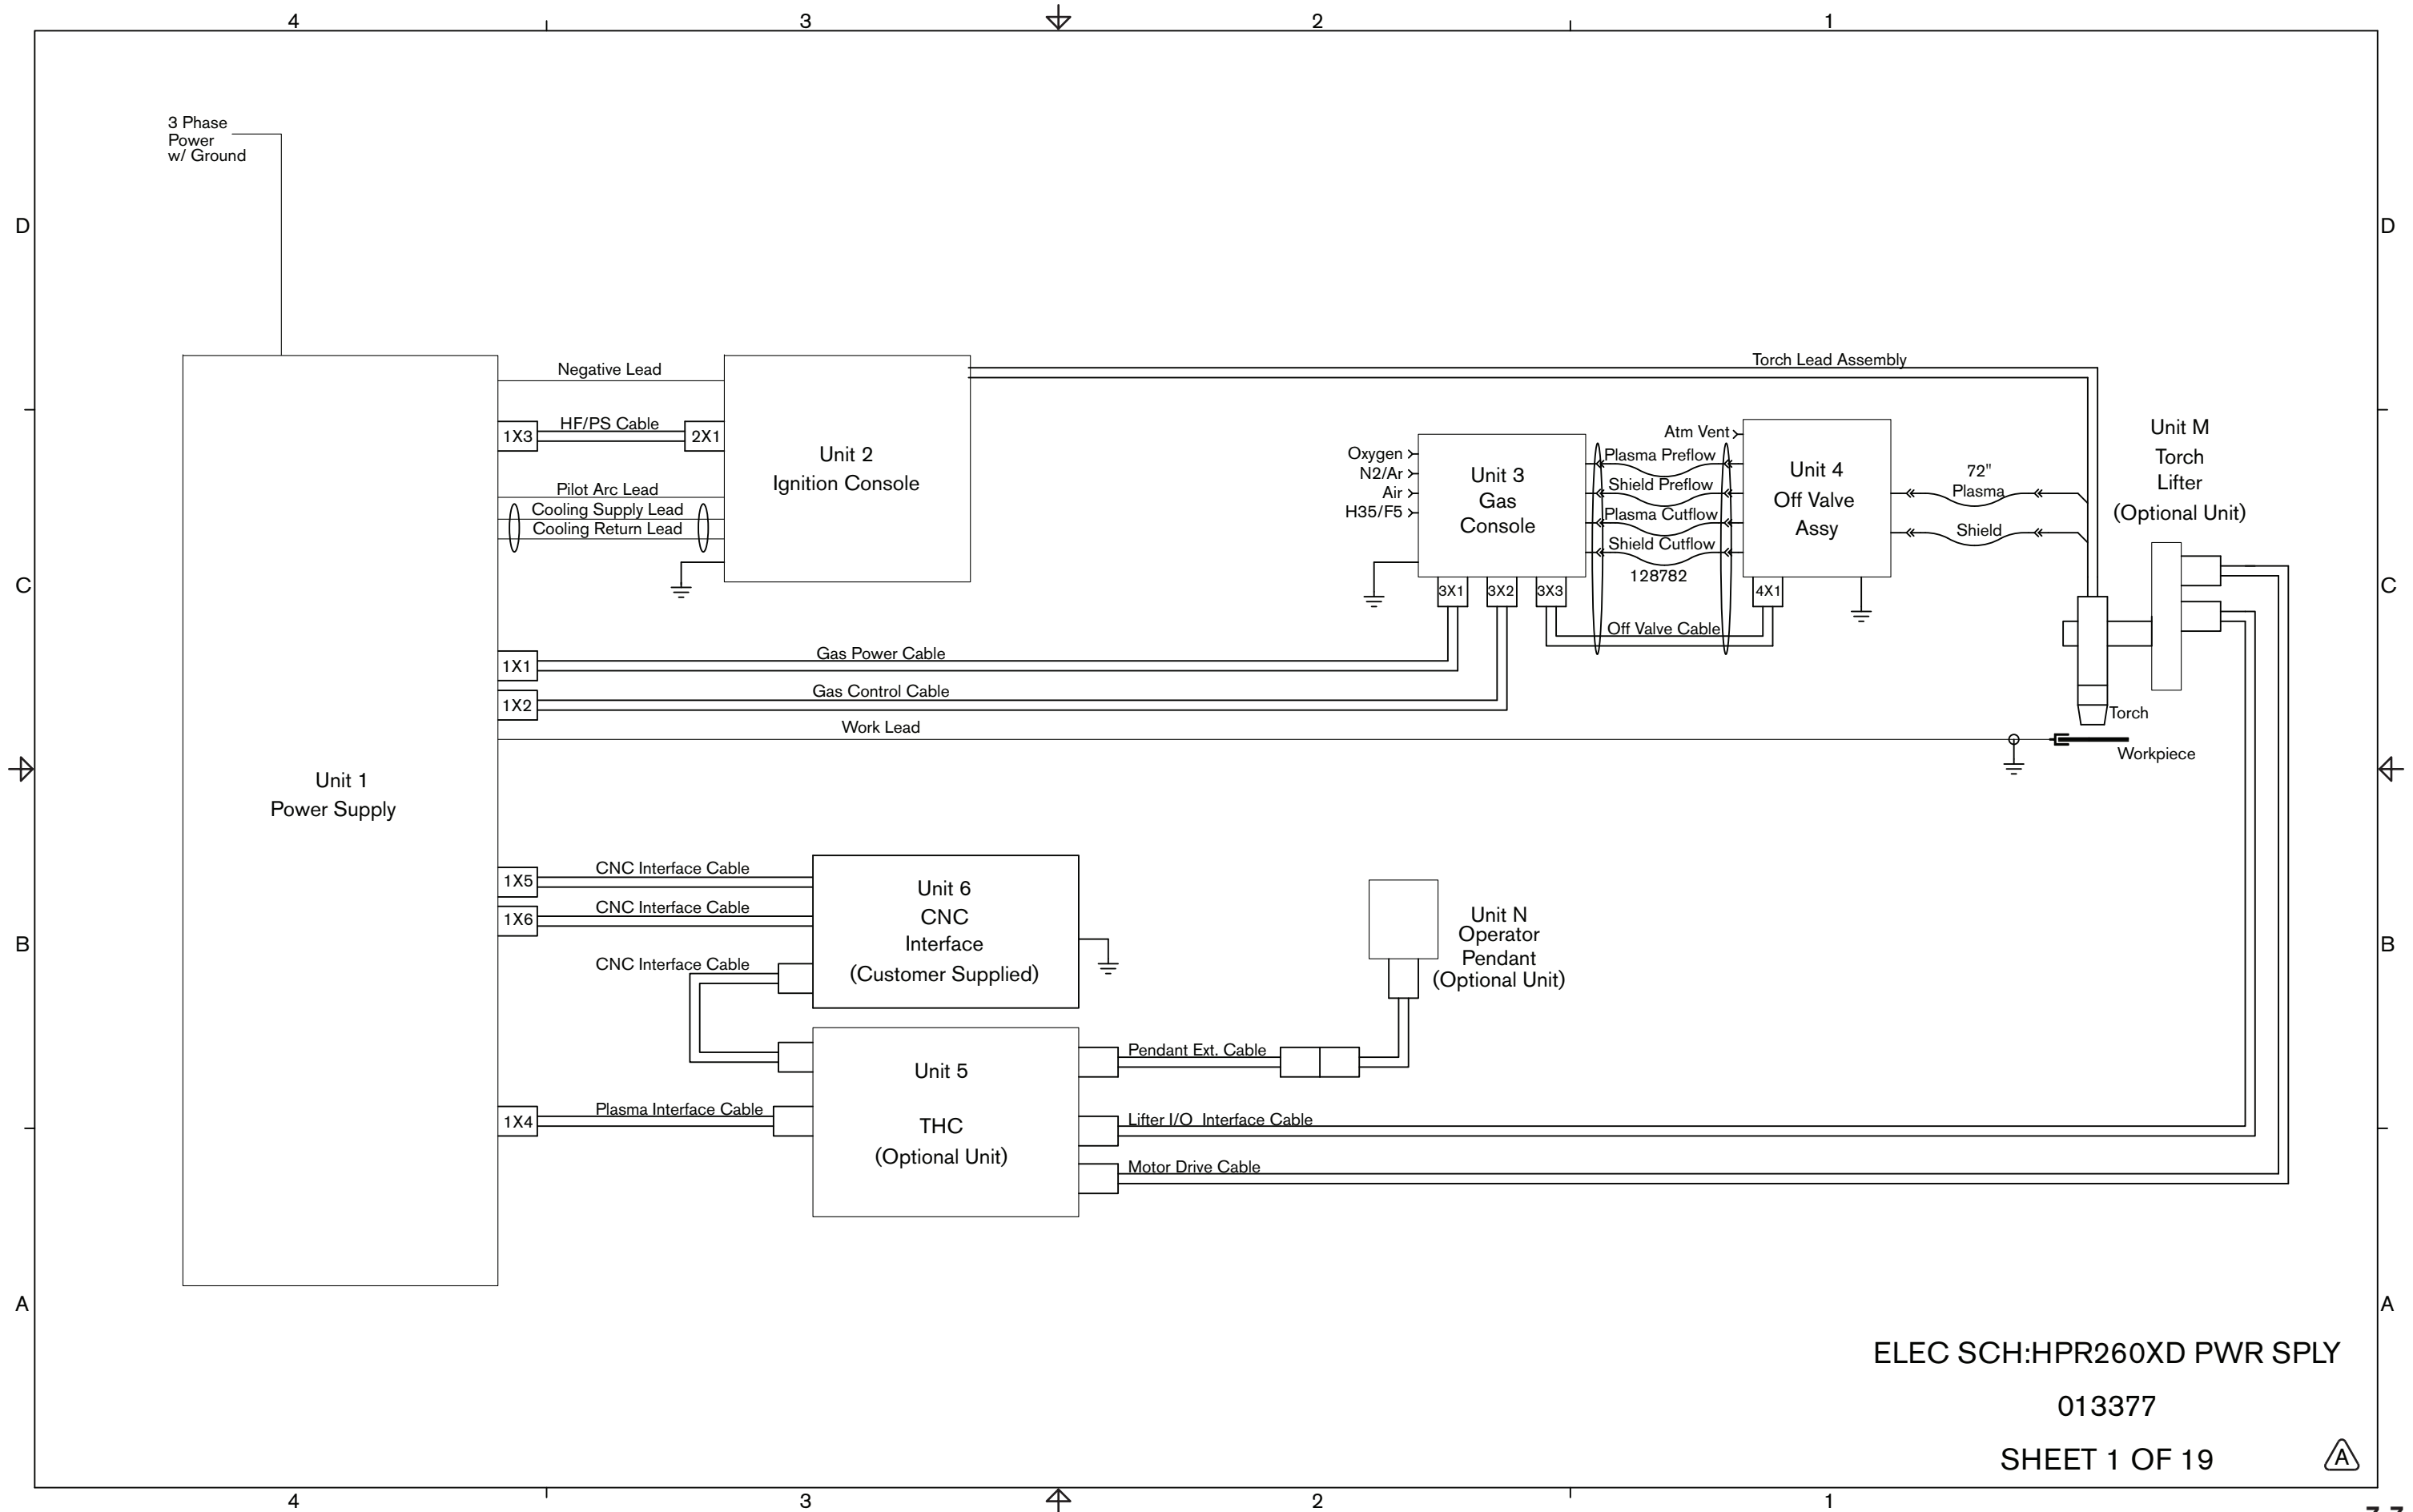 4
3
2
1
3 Phase
Power
w/ Ground
D
D
Negative Lead
Torch Lead Assembly
1X3
HF/PS Cable
2X1
Unit 2
Ignition Console
Pilot Arc Lead
Cooling Supply Lead
Cooling Return Lead
Oxygen
N2/Ar
Air
H35/F5
Unit 3
Gas
Console
Atm Vent
Plasma Preflow
Shield Preflow
Plasma Cutflow
Shield Cutflow
128782
Unit 4
Off Valve
Assy
72"
Plasma
Shield
Unit M
Torch
Lifter
(Optional Unit)
C
C
3X1
3X2
3X3
4X1
Off Valve Cable
1X1
Gas Power Cable
1X2
Gas Control Cable
Work Lead
Torch
Workpiece
Unit 1
Power Supply
1X5
CNC Interface Cable
1X6
CNC Interface Cable
CNC Interface Cable
Unit 6
CNC
Interface
(Customer Supplied)
Unit N
Operator
Pendant
(Optional Unit)
B
B
Unit 5
THC
(Optional Unit)
Pendant Ext. Cable
1X4
Plasma Interface Cable
Lifter I/O  Interface Cable
Motor Drive Cable
A
A
ELEC SCH:HPR260XD PWR SPLY
013377
SHEET 1 OF 19
A
4
3
2
1